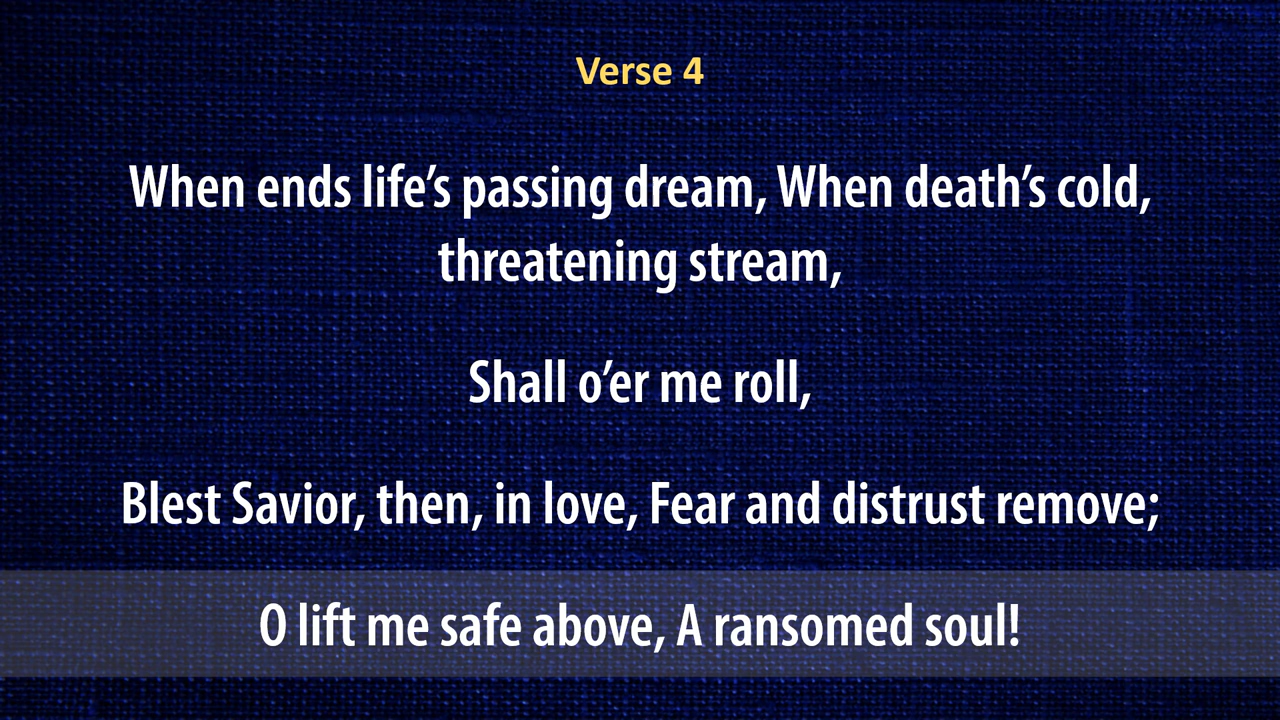 Verse 4
When ends life’s passing dream, When death’s cold,
threatening stream,
Shall o’er me roll,
Blest Savior, then, in love, Fear and distrust remove;
O lift me safe above, A ransomed soul!